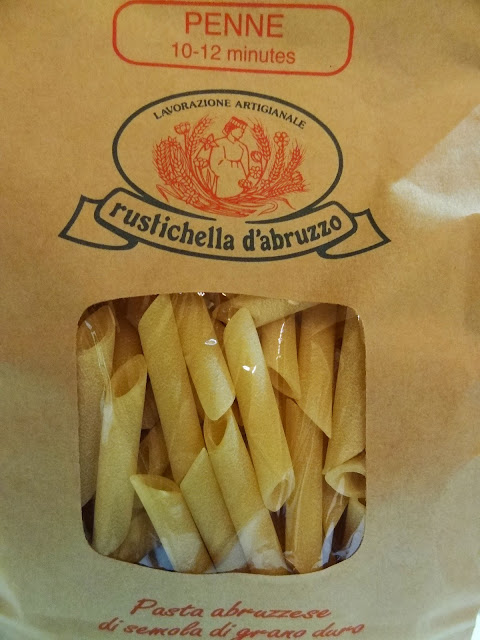 PENNE
10-12 minutes
LAVORAZIONE ARTIGIANALE
rustichella d'abruzzo
Pasta abruzzese
di semola di grano duro